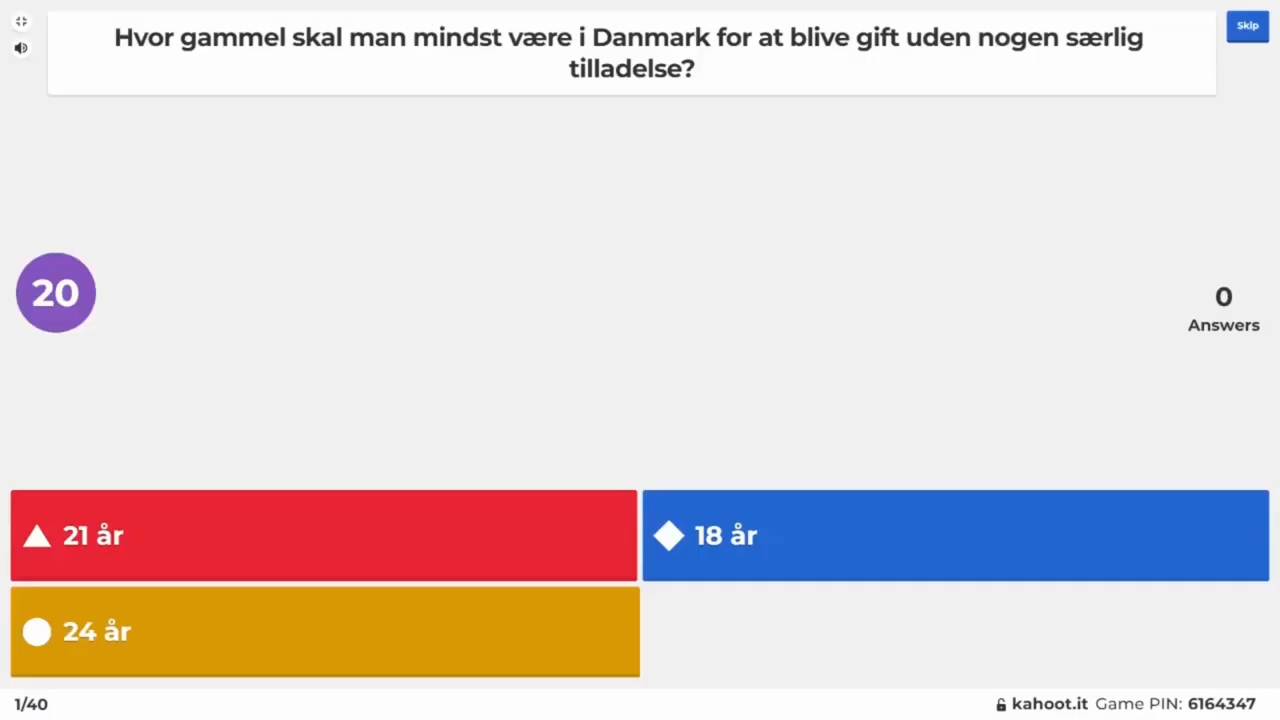 Hvor gammel skal man mindst være i Danmark for at blive gift uden nogen særlig
tilladelse?
Skip
20
0
Answers
21 år
18 år
24 år
1/40
kahoot.it Game PIN: 6164347